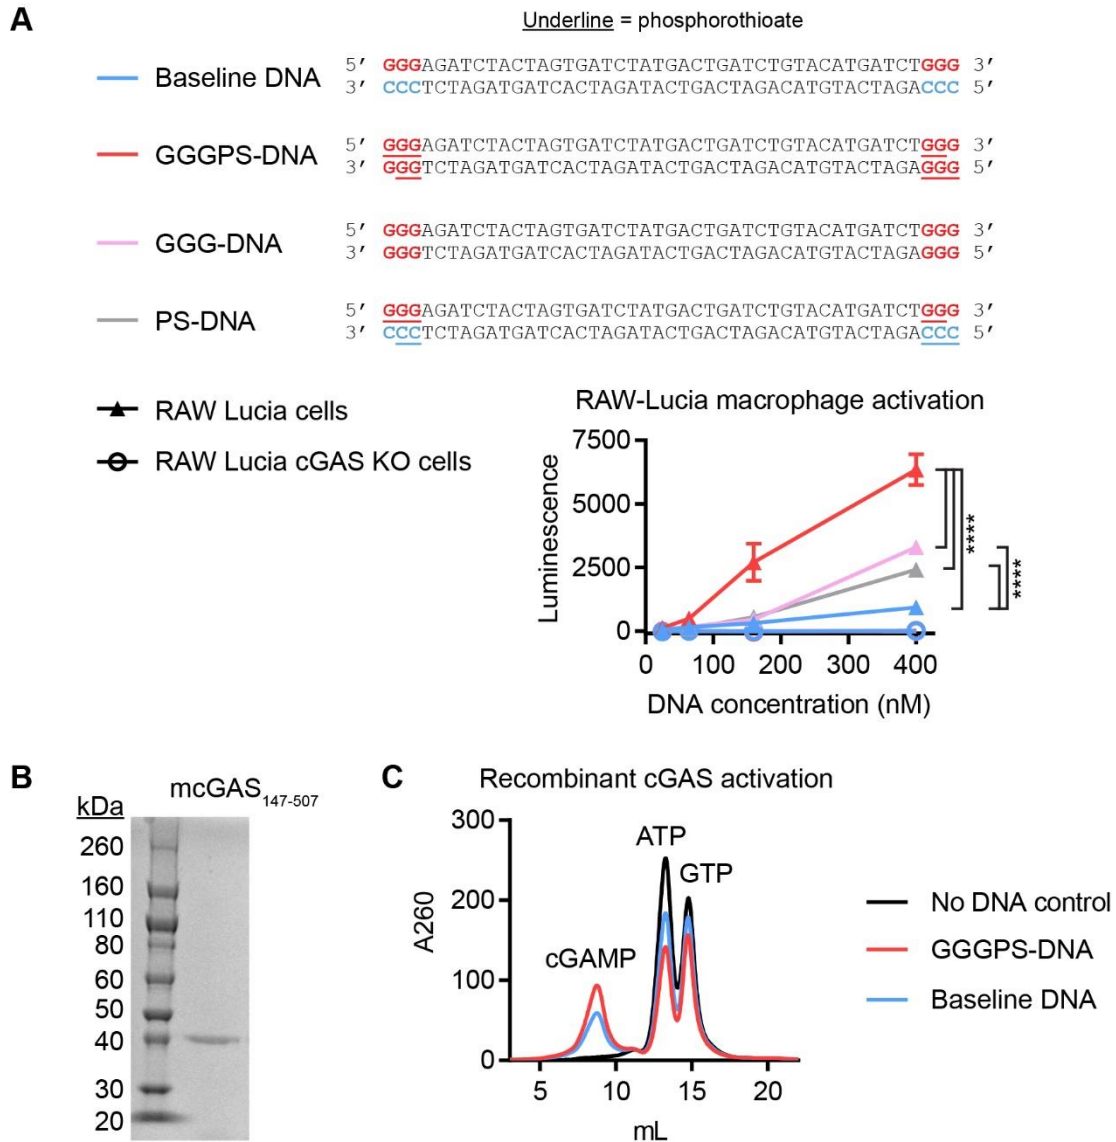 A
Underline = phosphorothioate
Baseline DNA
5′ GGGAGATCTACTAGTGATCTATGACTGATCTGTACATGATCTGGG 3′
3′ CCCTCTAGATGATCACTAGATACTGACTAGACATGTACTAGACCC 5′
GGGPS-DNA
5′ GGGAGATCTACTAGTGATCTATGACTGATCTGTACATGATCTGGG 3′
3′ GGGTCTAGATGATCACTAGATACTGACTAGACATGTACTAGAGGG 5′
GGG-DNA
5′ GGGAGATCTACTAGTGATCTATGACTGATCTGTACATGATCTGGG 3′
3′ GGGTCTAGATGATCACTAGATACTGACTAGACATGTACTAGAGGG 5′
PS-DNA
5′ GGGAGATCTACTAGTGATCTATGACTGATCTGTACATGATCTGGG 3′
3′ CCCTCTAGATGATCACTAGATACTGACTAGACATGTACTAGACCC 5′
RAW Lucia cells
RAW Lucia cGAS KO cells
RAW-Lucia macrophage activation
Luminescence
7500
5000
2500
0
0 100 200 300 400
DNA concentration (nM)
****
****
B
kDa
mcGAS147-507
260
160
110
80
60
50
40
30
20
C
Recombinant cGAS activation
A260
300
200
100
0
5 10 15 20
mL
cGAMP
ATP
GTP
No DNA control
GGGPS-DNA
Baseline DNA